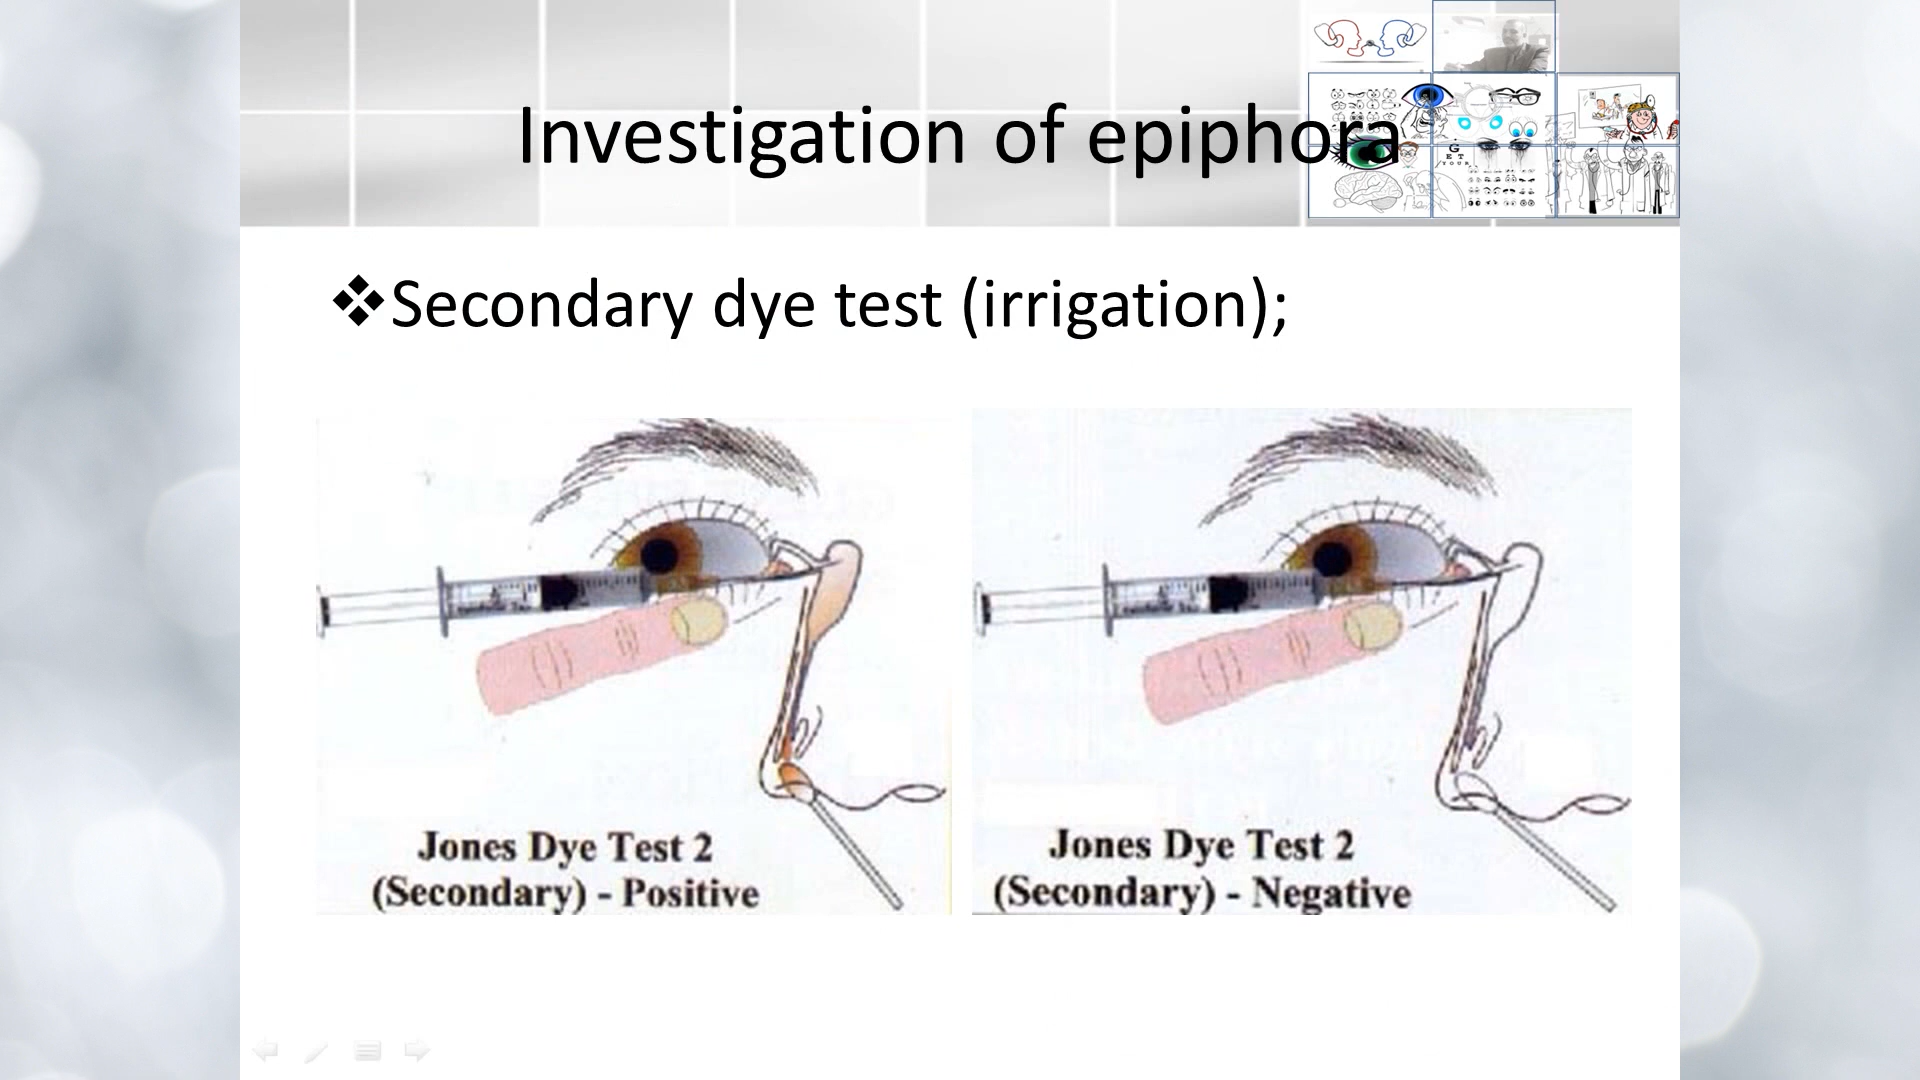 Investigation of epiphora
G
E T
Y O U R
❖Secondary dye test (irrigation);
Jones Dye Test 2
(Secondary) - Positive
Jones Dye Test 2
(Secondary) - Negative